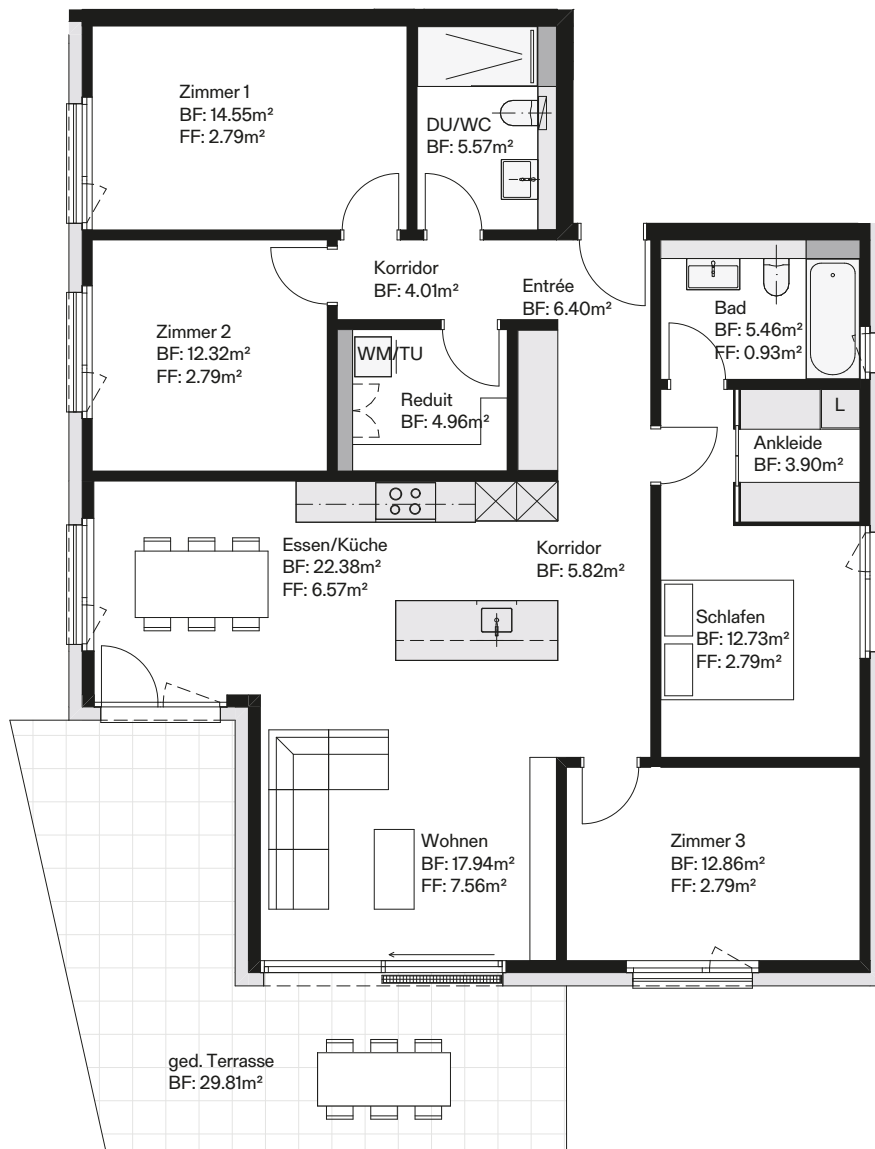 Zimmer 1
BF: 14.55m²
FF: 2.79m²
DU/WC
BF: 5.57m²
Korridor
BF: 4.01m²
Entrée
BF: 6.40m²
Zimmer 2
BF: 12.32m²
FF: 2.79m²
WM/TU
Reduit
BF: 4.96m²
Bad
BF: 5.46m²
FF: 0.93m²
L
Ankleide
BF: 3.90m²
Essen/Küche
BF: 22.38m²
FF: 6.57m²
Korridor
BF: 5.82m²
Schlafen
BF: 12.73m²
FF: 2.79m²
Wohnen
BF: 17.94m²
FF: 7.56m²
Zimmer 3
BF: 12.86m²
FF: 2.79m²
ged. Terrasse
BF: 29.81m²